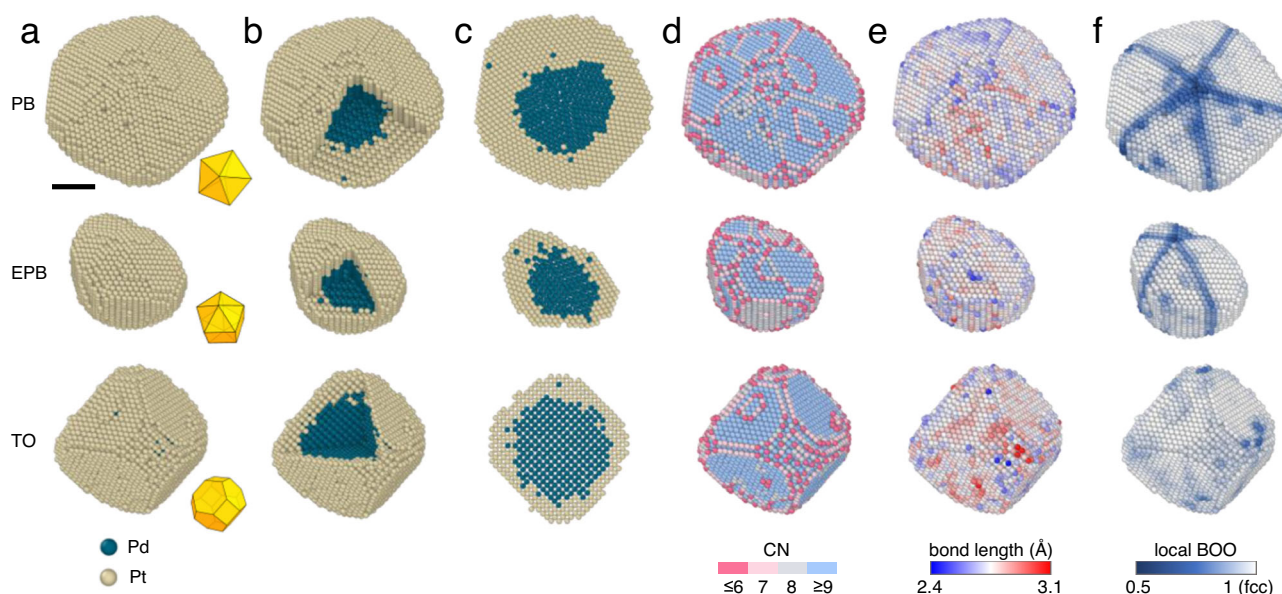 a b c d e f
PB
EPB
TO
Pd
Pt
CN
≤6 7 8 ≥9
bond length (Å)
2.4 3.1
local BOO
0.5 1 (fcc)